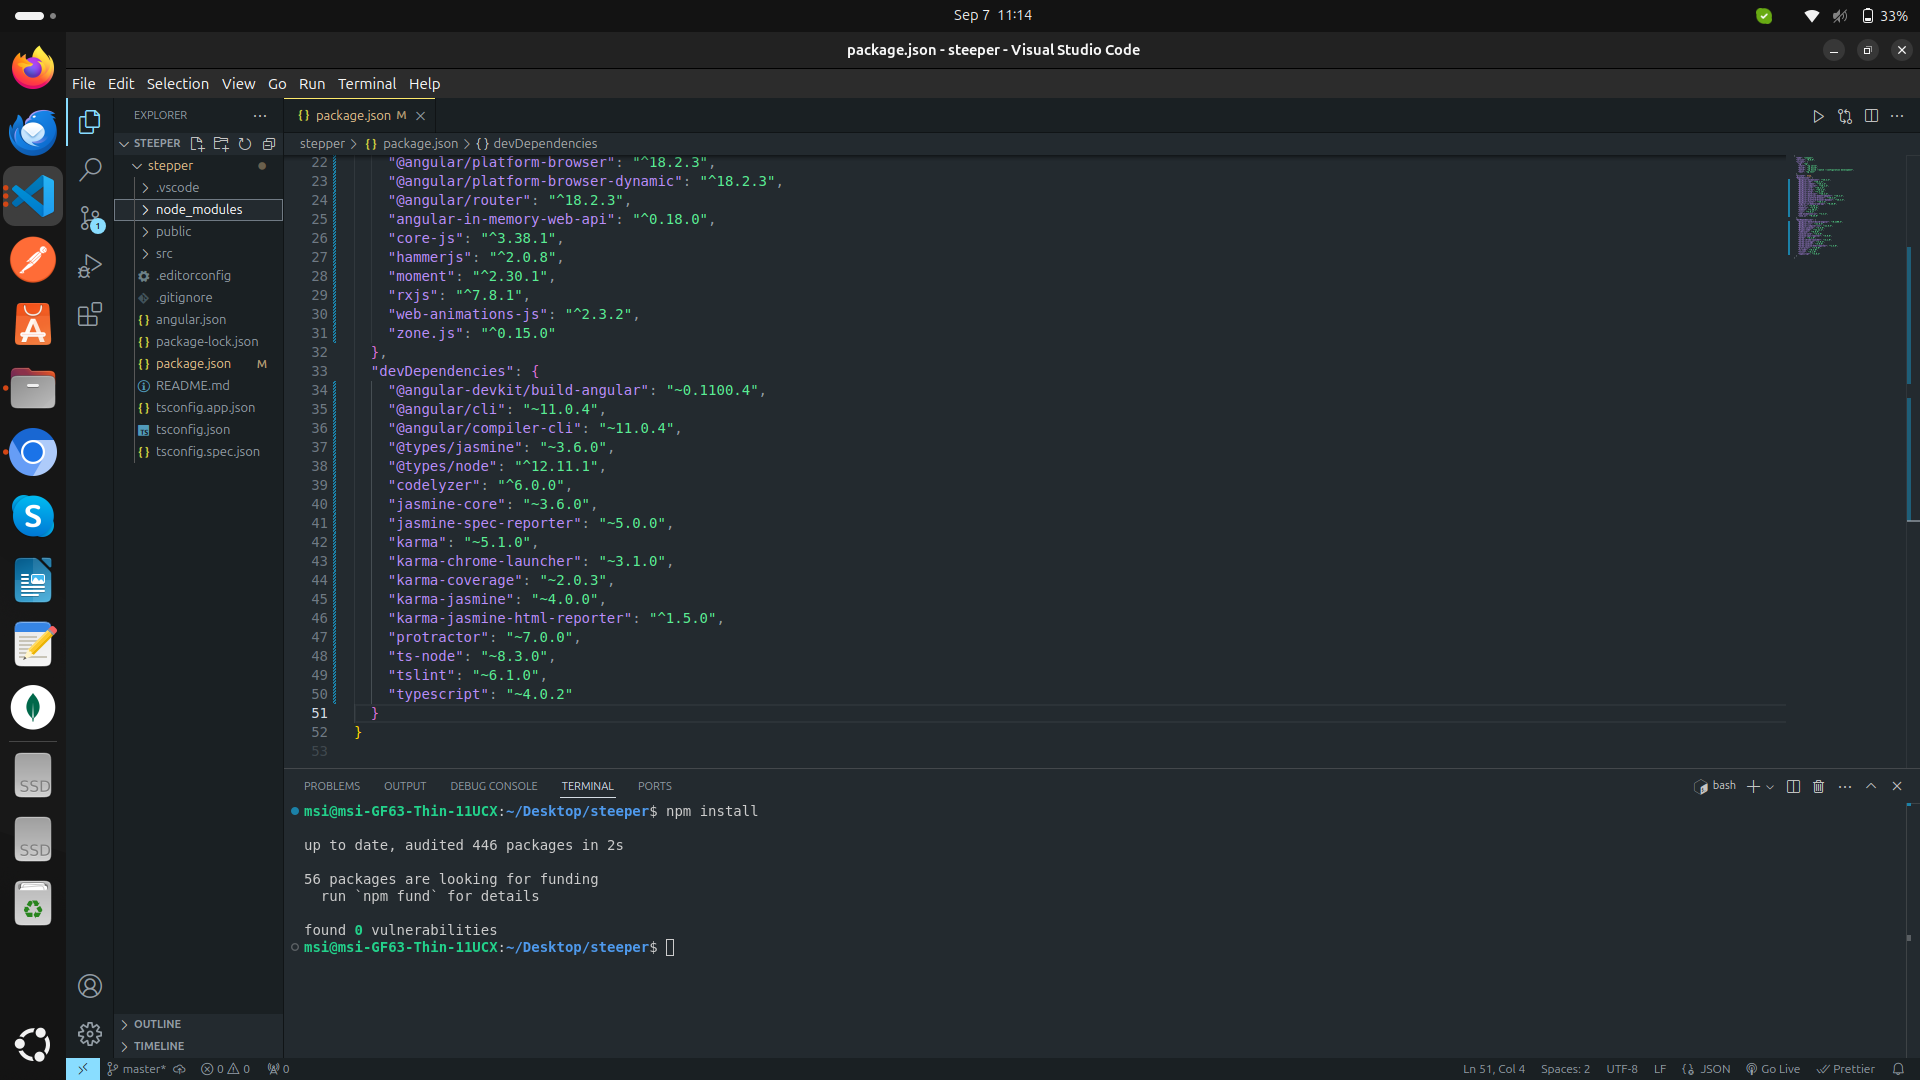 Sep 7 11:14
33%
package.json - steeper - Visual Studio Code
File Edit Selection View Go Run Terminal Help
EXPLORER
STEEPER
stepper
.vscode
node_modules
public
src
.editorconfig
.gitignore
angular.json
package-lock.json
package.json M
README.md
tsconfig.app.json
tsconfig.json
tsconfig.spec.json
OUTLINE
TIMELINE
1
package.json M
stepper > package.json > devDependencies
22 "@angular/platform-browser": "^18.2.3",
23 "@angular/platform-browser-dynamic": "^18.2.3",
24 "@angular/router": "^18.2.3",
25 "angular-in-memory-web-api": "^0.18.0",
26 "core-js": "^3.38.1",
27 "hammerjs": "^2.0.8",
28 "moment": "^2.30.1",
29 "rxjs": "^7.8.1",
30 "web-animations-js": "^2.3.2",
31 "zone.js": "^0.15.0"
32 },
33 "devDependencies": {
34 "@angular-devkit/build-angular": "~0.1100.4",
35 "@angular/cli": "~11.0.4",
36 "@angular/compiler-cli": "~11.0.4",
37 "@types/jasmine": "~3.6.0",
38 "@types/node": "^12.11.1",
39 "codelyzer": "^6.0.0",
40 "jasmine-core": "~3.6.0",
41 "jasmine-spec-reporter": "~5.0.0",
42 "karma": "~5.1.0",
43 "karma-chrome-launcher": "~3.1.0",
44 "karma-coverage": "~2.0.3",
45 "karma-jasmine": "~4.0.0",
46 "karma-jasmine-html-reporter": "^1.5.0",
47 "protractor": "~7.0.0",
48 "ts-node": "~8.3.0",
49 "tslint": "~6.1.0",
50 "typescript": "~4.0.2"
51 }
52 }
53
PROBLEMS OUTPUT DEBUG CONSOLE TERMINAL PORTS
bash
msi@msi-GF63-Thin-11UCX:~/Desktop/steeper$ npm install
up to date, audited 446 packages in 2s
56 packages are looking for funding
run `npm fund` for details
found 0 vulnerabilities
msi@msi-GF63-Thin-11UCX:~/Desktop/steeper$
SSD
SSD
master* 0 0 0
Ln 51, Col 4 Spaces: 2 UTF-8 LF JSON Go Live Prettier